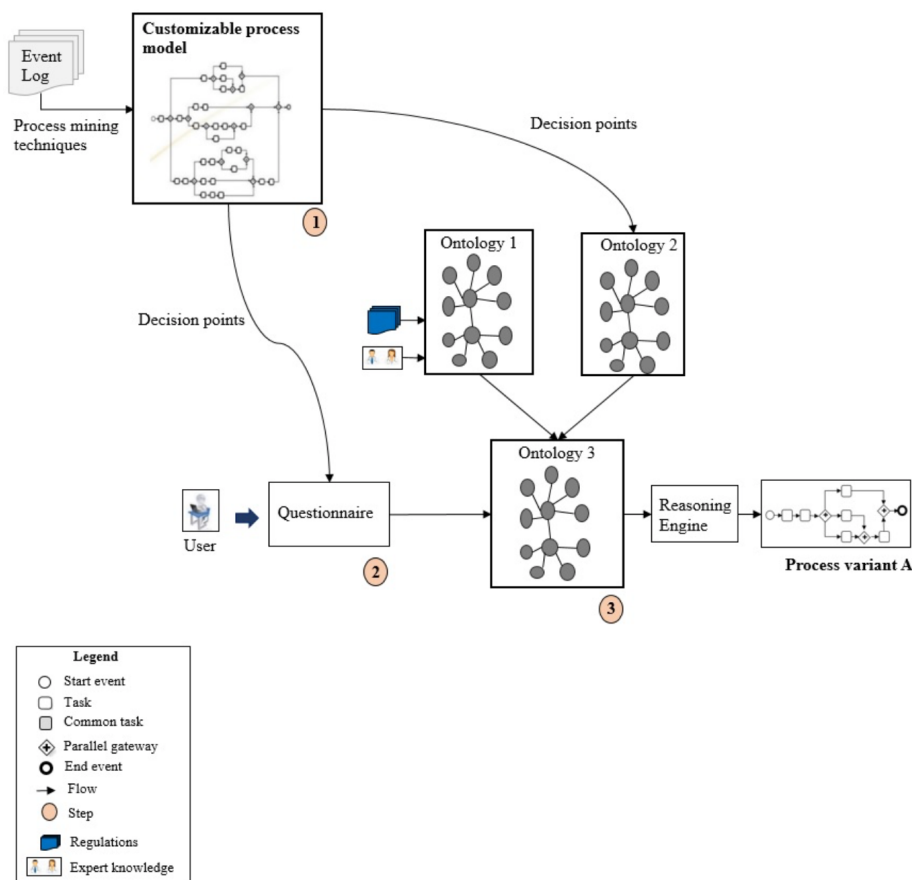 Customizable process
model
Event
Log
Process mining
techniques
Decision points
1
Ontology 1
Ontology 2
Decision points
Ontology 3
Questionnaire
User
Reasoning
Engine
Process variant A
2
3
Legend
Start event
Task
Common task
Parallel gateway
End event
Flow
Step
Regulations
Expert knowledge